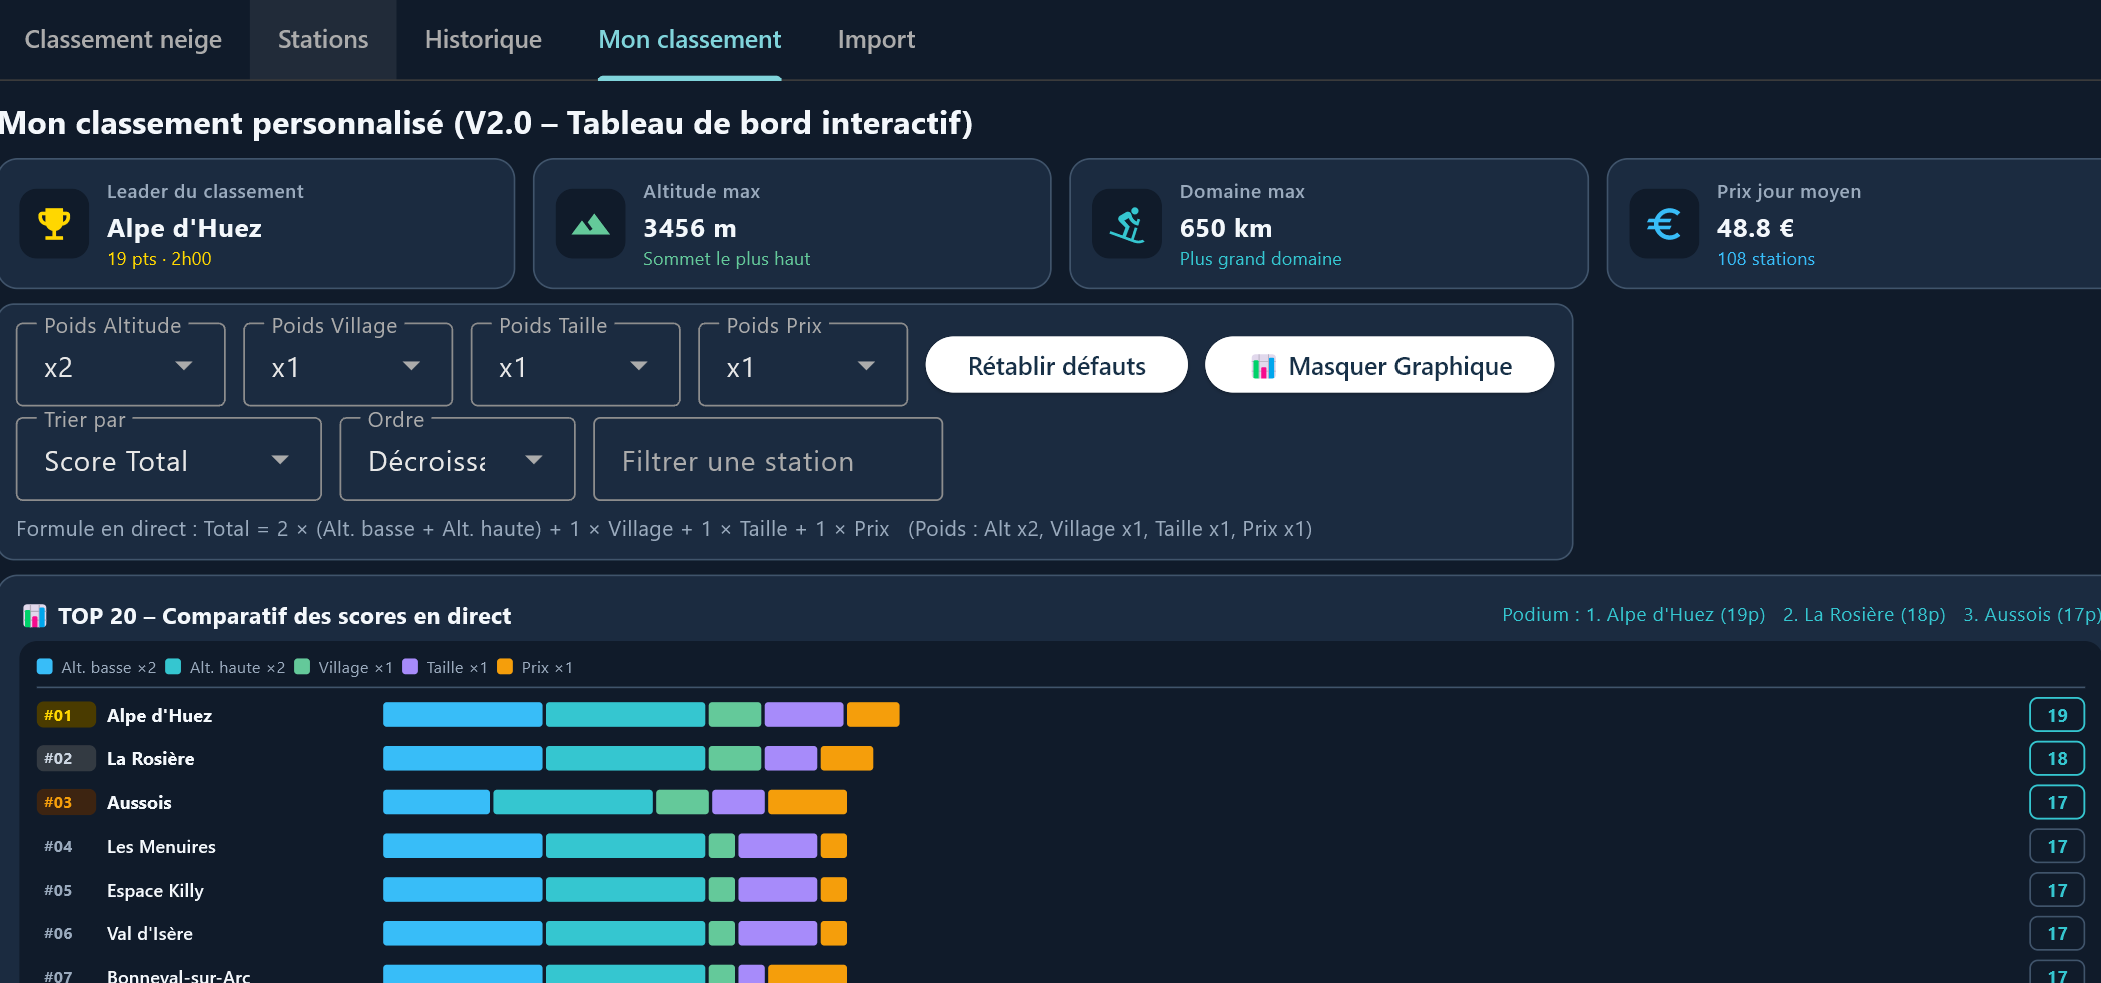 Classement neige Stations Historique Mon classement Import
Mon classement personnalisé (V2.0 – Tableau de bord interactif)
Leader du classement
Alpe d'Huez
19 pts · 2h00
Altitude max
3456 m
Sommet le plus haut
Domaine max
650 km
Plus grand domaine
Prix jour moyen
48.8 €
108 stations
Poids Altitude
x2
Poids Village
x1
Poids Taille
x1
Poids Prix
x1
Rétablir défauts
Masquer Graphique
Trier par
Score Total
Ordre
Décroissa
Filtrer une station
Formule en direct : Total = 2 × (Alt. basse + Alt. haute) + 1 × Village + 1 × Taille + 1 × Prix (Poids : Alt x2, Village x1, Taille x1, Prix x1)
TOP 20 – Comparatif des scores en direct
Podium : 1. Alpe d'Huez (19p) 2. La Rosière (18p) 3. Aussois (17p)
Alt. basse ×2 Alt. haute ×2 Village ×1 Taille ×1 Prix ×1
#01 Alpe d'Huez 19
#02 La Rosière 18
#03 Aussois 17
#04 Les Menuires 17
#05 Espace Killy 17
#06 Val d'Isère 17
#07 Bonneval-sur-Arc 17